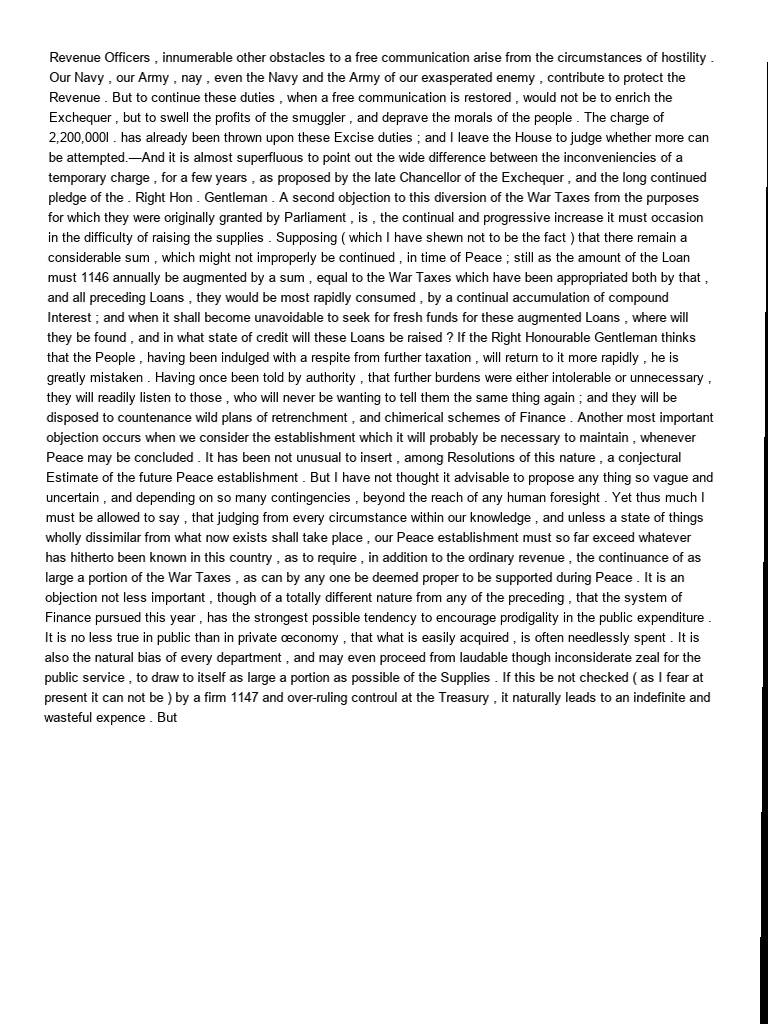 Revenue Officers , innumerable other obstacles to a free communication arise from the circumstances of hostility .
Our Navy , our Army , nay , even the Navy and the Army of our exasperated enemy , contribute to protect the
Revenue . But to continue these duties , when a free communication is restored , would not be to enrich the
Exchequer , but to swell the profits of the smuggler , and deprave the morals of the people . The charge of
2,200,000l . has already been thrown upon these Excise duties ; and I leave the House to judge whether more can
be attempted.—And it is almost superfluous to point out the wide difference between the inconveniencies of a
temporary charge , for a few years , as proposed by the late Chancellor of the Exchequer , and the long continued
pledge of the . Right Hon . Gentleman . A second objection to this diversion of the War Taxes from the purposes
for which they were originally granted by Parliament , is , the continual and progressive increase it must occasion
in the difficulty of raising the supplies . Supposing ( which I have shewn not to be the fact ) that there remain a
considerable sum , which might not improperly be continued , in time of Peace ; still as the amount of the Loan
must 1146 annually be augmented by a sum , equal to the War Taxes which have been appropriated both by that ,
and all preceding Loans , they would be most rapidly consumed , by a continual accumulation of compound
Interest ; and when it shall become unavoidable to seek for fresh funds for these augmented Loans , where will
they be found , and in what state of credit will these Loans be raised ? If the Right Honourable Gentleman thinks
that the People , having been indulged with a respite from further taxation , will return to it more rapidly , he is
greatly mistaken . Having once been told by authority , that further burdens were either intolerable or unnecessary ,
they will readily listen to those , who will never be wanting to tell them the same thing again ; and they will be
disposed to countenance wild plans of retrenchment , and chimerical schemes of Finance . Another most important
objection occurs when we consider the establishment which it will probably be necessary to maintain , whenever
Peace may be concluded . It has been not unusual to insert , among Resolutions of this nature , a conjectural
Estimate of the future Peace establishment . But I have not thought it advisable to propose any thing so vague and
uncertain , and depending on so many contingencies , beyond the reach of any human foresight . Yet thus much I
must be allowed to say , that judging from every circumstance within our knowledge , and unless a state of things
wholly dissimilar from what now exists shall take place , our Peace establishment must so far exceed whatever
has hitherto been known in this country , as to require , in addition to the ordinary revenue , the continuance of as
large a portion of the War Taxes , as can by any one be deemed proper to be supported during Peace . It is an
objection not less important , though of a totally different nature from any of the preceding , that the system of
Finance pursued this year , has the strongest possible tendency to encourage prodigality in the public expenditure .
It is no less true in public than in private œconomy , that what is easily acquired , is often needlessly spent . It is
also the natural bias of every department , and may even proceed from laudable though inconsiderate zeal for the
public service , to draw to itself as large a portion as possible of the Supplies . If this be not checked ( as I fear at
present it can not be ) by a firm 1147 and over-ruling controul at the Treasury , it naturally leads to an indefinite and
wasteful expence . But